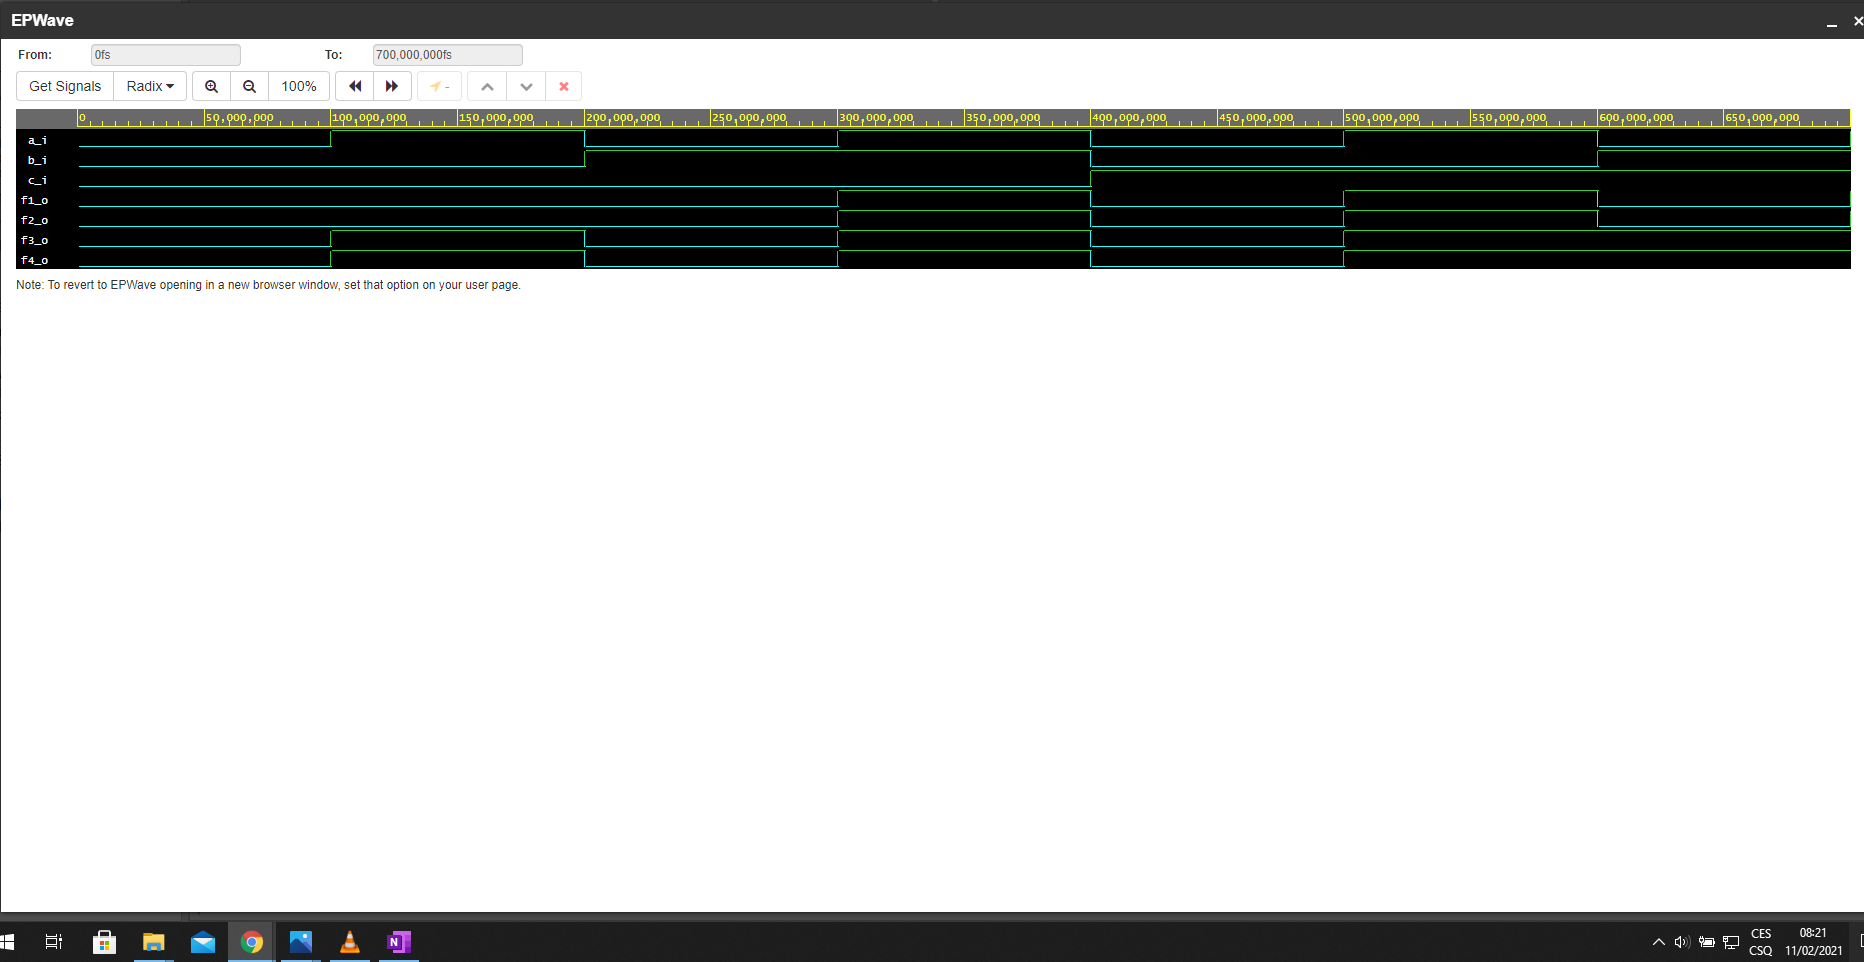 EPWave
From: 0fs To: 700,000,000fs
Get Signals Radix 100% -
0 50,000,000 100,000,000 150,000,000 200,000,000 250,000,000 300,000,000 350,000,000 400,000,000 450,000,000 500,000,000 550,000,000 600,000,000 650,000,000
a_i
b_i
c_i
f1_o
f2_o
f3_o
f4_o
Note: To revert to EPWave opening in a new browser window, set that option on your user page.
N
CES 08:21
CSQ 11/02/2021